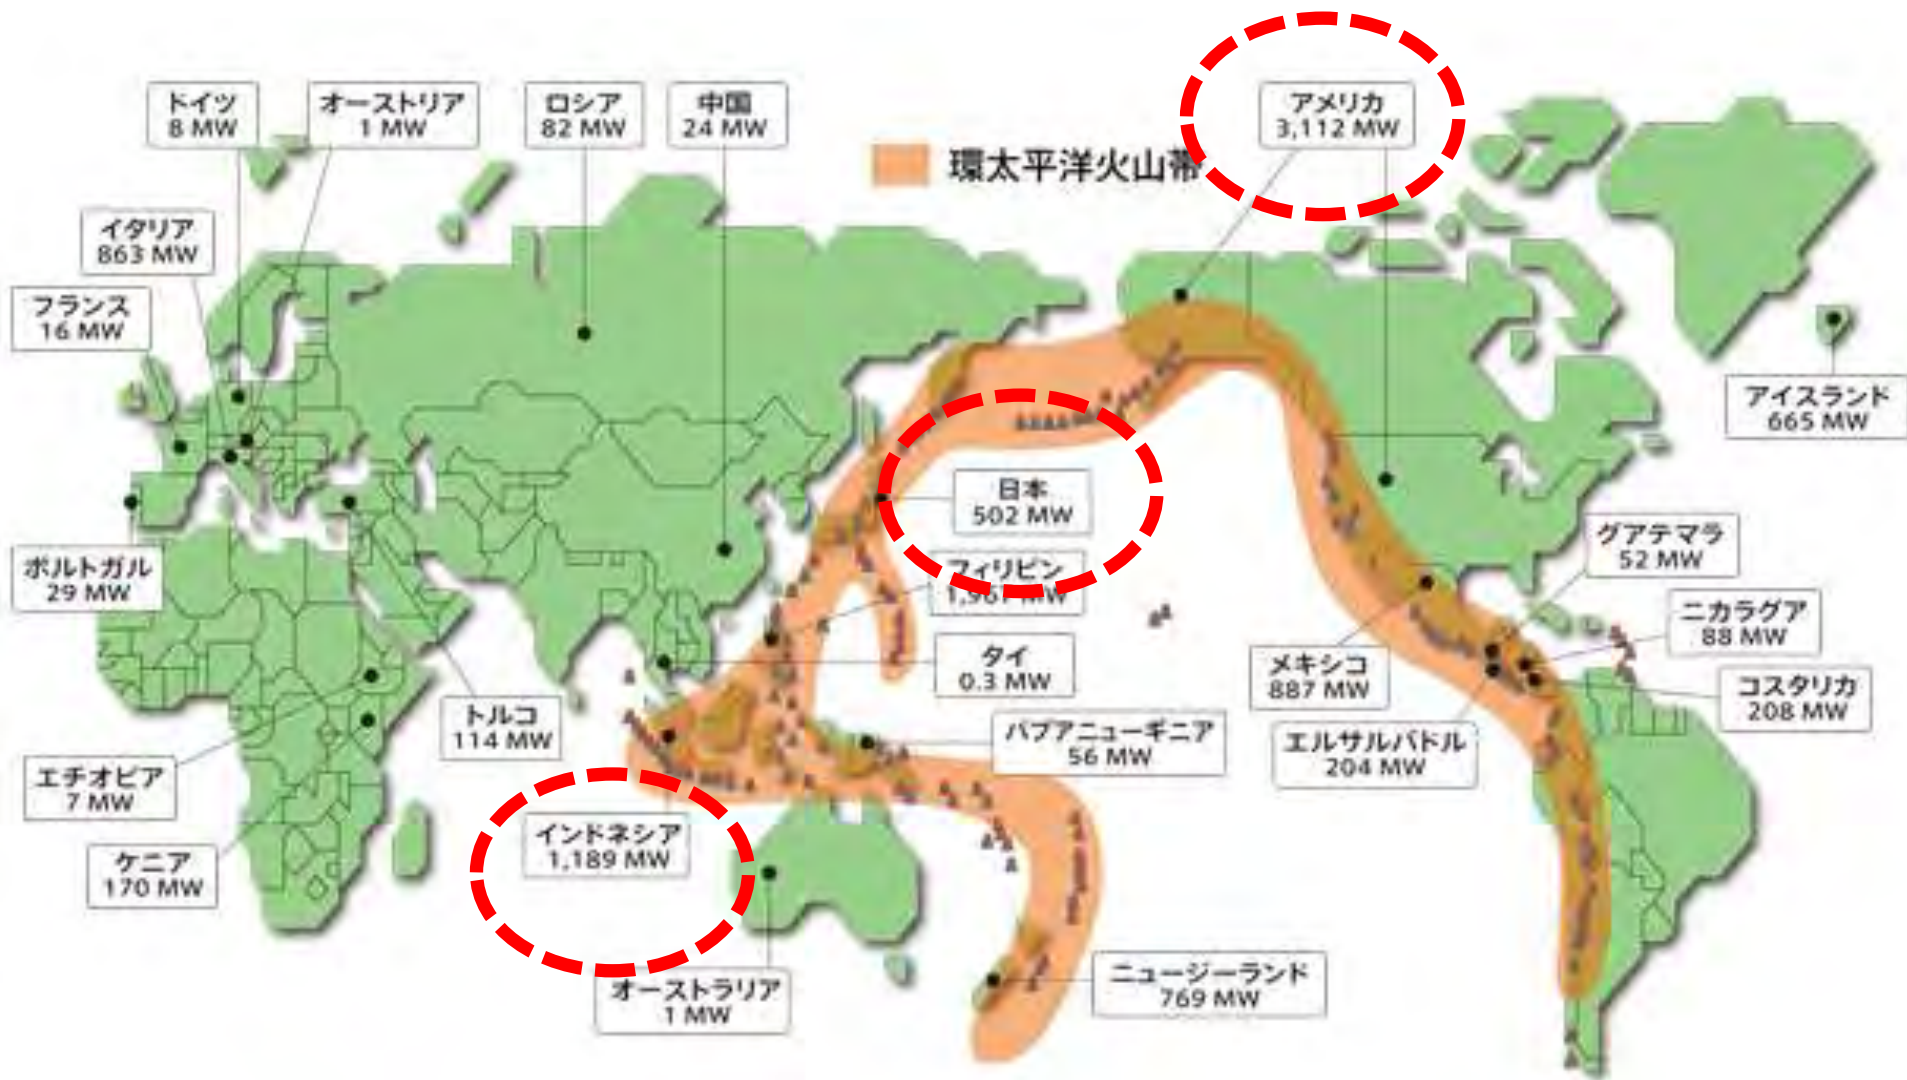 ドイツ
8 MW
オーストリア
1 MW
ロシア
82 MW
中国
24 MW
アメリカ
3,112 MW
環太平洋火山帯
イタリア
863 MW
フランス
16 MW
アイスランド
665 MW
日本
502 MW
グアテマラ
52 MW
ポルトガル
29 MW
フィリピン
1,967 MW
ニカラグア
88 MW
タイ
0.3 MW
メキシコ
887 MW
コスタリカ
208 MW
トルコ
114 MW
パプアニューギニア
56 MW
エルサルバドル
204 MW
エチオピア
7 MW
インドネシア
1,189 MW
ケニア
170 MW
オーストラリア
1 MW
ニュージーランド
769 MW